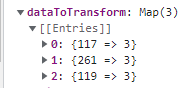 ▼ dataToTransform: Map(3)
▼ [[Entries]]
▶ 0: {117 => 3}
▶ 1: {261 => 3}
▶ 2: {119 => 3}